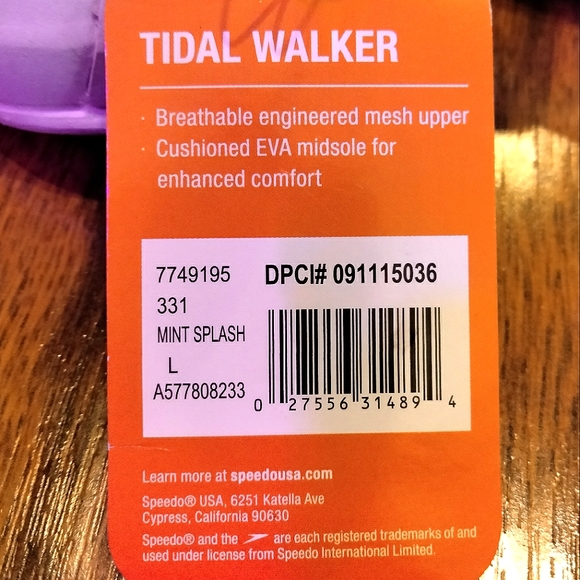 TIDAL WALKER
· Breathable engineered mesh upper
· Cushioned EVA midsole for
enhanced comfort
7749195 DPCI# 091115036
331
MINT SPLASH
L
A577808233
0 27556 31489 4
Learn more at speedousa.com
Speedo® USA, 6251 Katella Ave
Cypress, California 90630
Speedo® and the are each registered trademarks of and
used under license from Speedo International Limited.